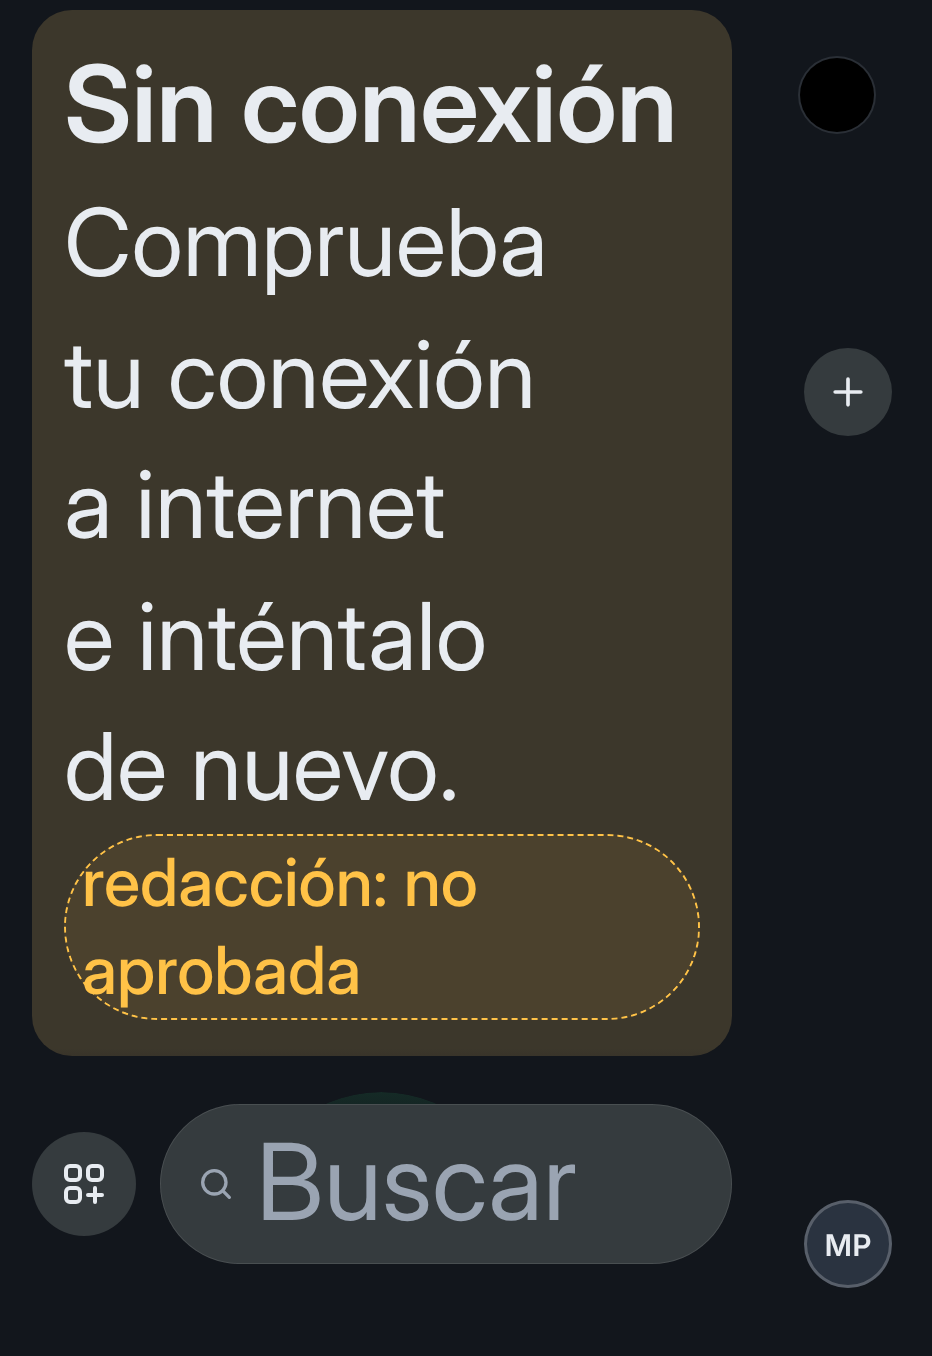 Sin conexión
Comprueba
tu conexión
a internet
e inténtalo
de nuevo.
redacción: no
aprobada
Buscar
MP